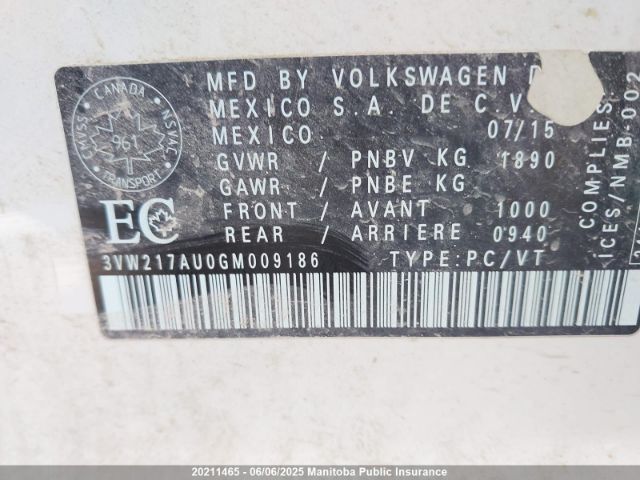 MFD BY VOLKSWAGEN
MEXICO S.A. DE C.V
MEXICO 07/15
GVWR / PNBV KG 1890
GAWR / PNBE KG
FRONT / AVANT 1000
REAR / ARRIERE 0940
3VW217AU0GM009186 TYPE:PC/VT
CANADA
TRANSPORT
961
EC
COMPLIES
ICES/NMB-002
20211465 - 06/06/2025 Manitoba Public Insurance